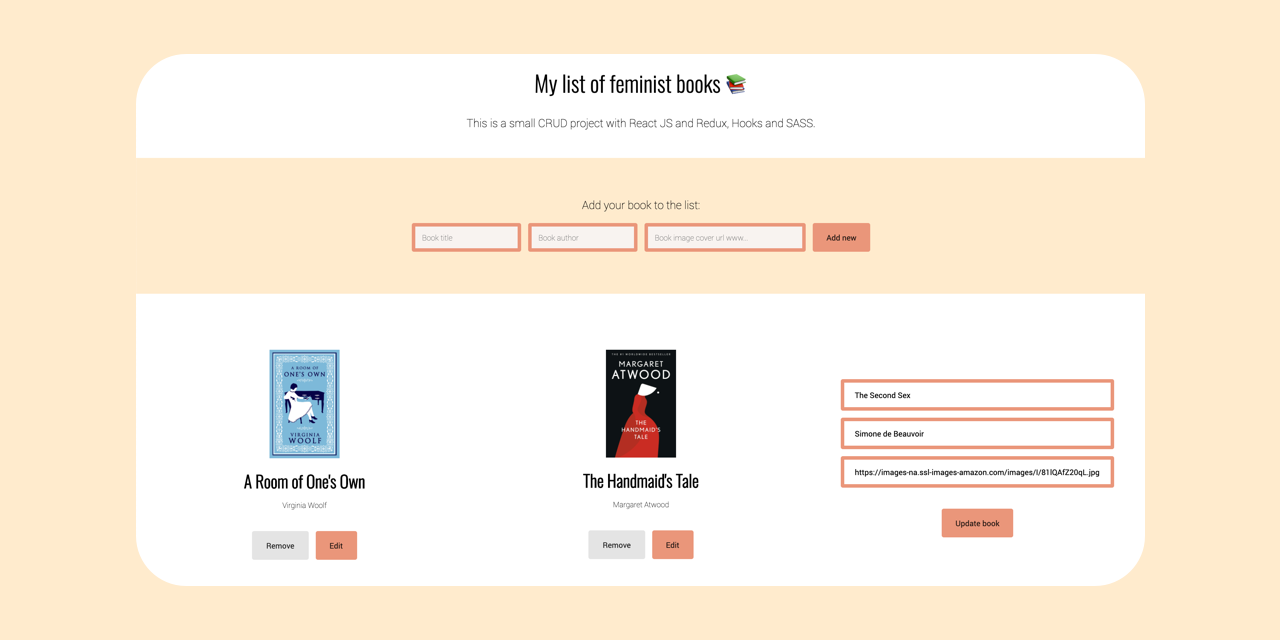 My list of feminist books 📚
This is a small CRUD project with React JS and Redux, Hooks and SASS.
Add your book to the list:
Book title
Book author
Book image cover url www...
Add new
A ROOM OF
ONE'S OWN
VIRGINIA
WOOLF
A Room of One's Own
Virginia Woolf
Remove
Edit
THE #1 WORLDWIDE BESTSELLER
MARGARET
ATWOOD
THE
HANDMAID'S
TALE
The Handmaid's Tale
Margaret Atwood
Remove
Edit
The Second Sex
Simone de Beauvoir
https://images-na.ssl-images-amazon.com/images/I/81lQAfZ20qL.jpg
Update book